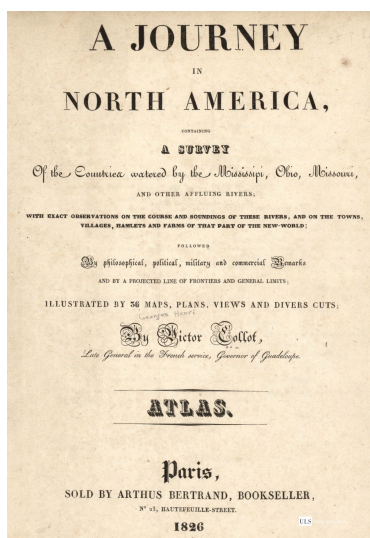 A JOURNEY
IN
NORTH AMERICA,
CONTAINING
A SURVEY
Of the Countries watered by the Mississipi, Ohio, Missouri,
AND OTHER AFFLUING RIVERS;
WITH EXACT OBSERVATIONS ON THE COURSE AND SOUNDINGS OF THESE RIVERS, AND ON THE TOWNS,
VILLAGES, HAMLETS AND FARMS OF THAT PART OF THE NEW-WORLD;
FOLLOWED
By philosophical, political, military and commercial Remarks
AND BY A PROJECTED LINE OF FRONTIERS AND GENERAL LIMITS;
ILLUSTRATED BY 36 MAPS, PLANS, VIEWS AND DIVERS CUTS;
Georges Henri
By Victor Collot,
Late General in the French service, Governor of Guadeloupe.
ATLAS.
Paris,
SOLD BY ARTHUS BERTRAND, BOOKSELLER,
N° 23, HAUTEFEUILLE-STREET.
1826
ULS